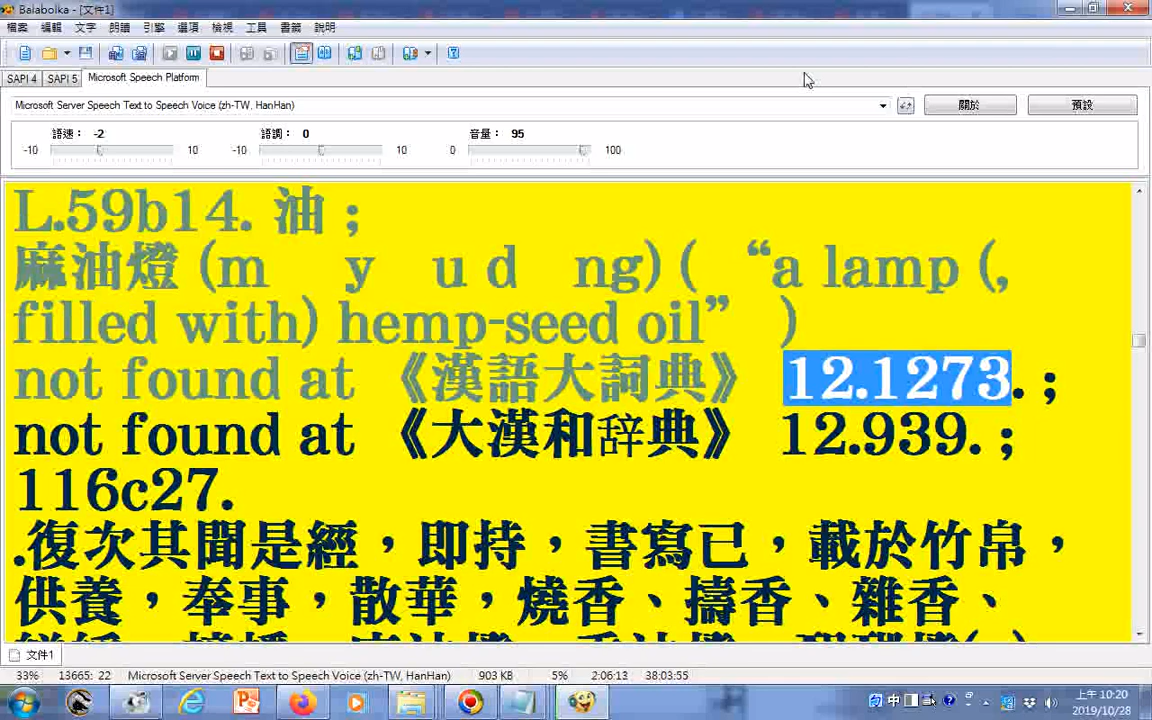 Balabolka - [文件1]
檔案 編輯 文字 朗讀 引擎 選項 檢視 工具 書籤 說明
SAPI 4 SAPI 5 Microsoft Speech Platform
Microsoft Server Speech Text to Speech Voice (zh-TW, HanHan) 關於 預設
語速： -2 語調： 0 音量： 95
-10 10 -10 10 0 100
L.59b14. 油 ;
麻油燈 (m y u d ng) ( “a lamp (,
filled with) hemp-seed oil” )
not found at 《漢語大詞典》 12.1273. ;
not found at 《大漢和辞典》 12.939. ;
116c27.
.復次其聞是經，即持，書寫已，載於竹帛，
供養，奉事，散華，燒香、擣香、雜香、
文件1
33% 13665: 22 Microsoft Server Speech Text to Speech Voice (zh-TW, HanHan) 903 KB 5% 2:06:13 38:03:55
中 上午 10:20
2019/10/28